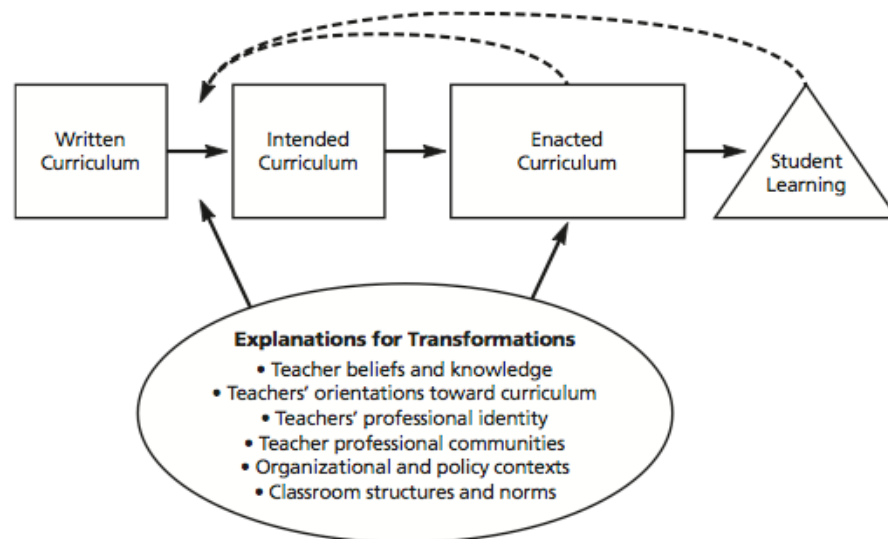 Written
Curriculum
Intended
Curriculum
Enacted
Curriculum
Student
Learning
Explanations for Transformations
• Teacher beliefs and knowledge
• Teachers' orientations toward curriculum
• Teachers' professional identity
• Teacher professional communities
• Organizational and policy contexts
• Classroom structures and norms